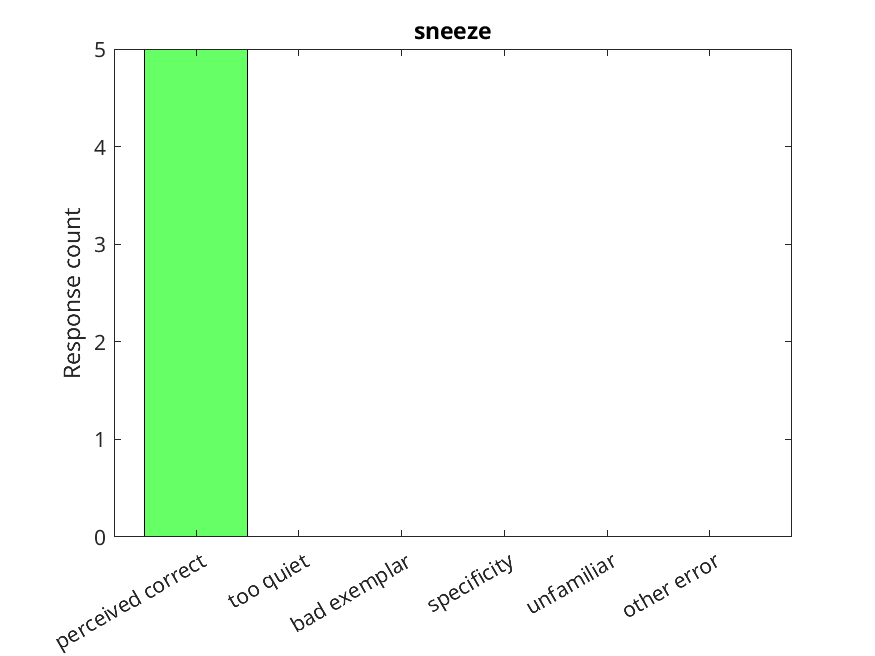 sneeze
Response count
5
4
3
2
1
0
perceived correct
too quiet
bad exemplar
specificity
unfamiliar
other error